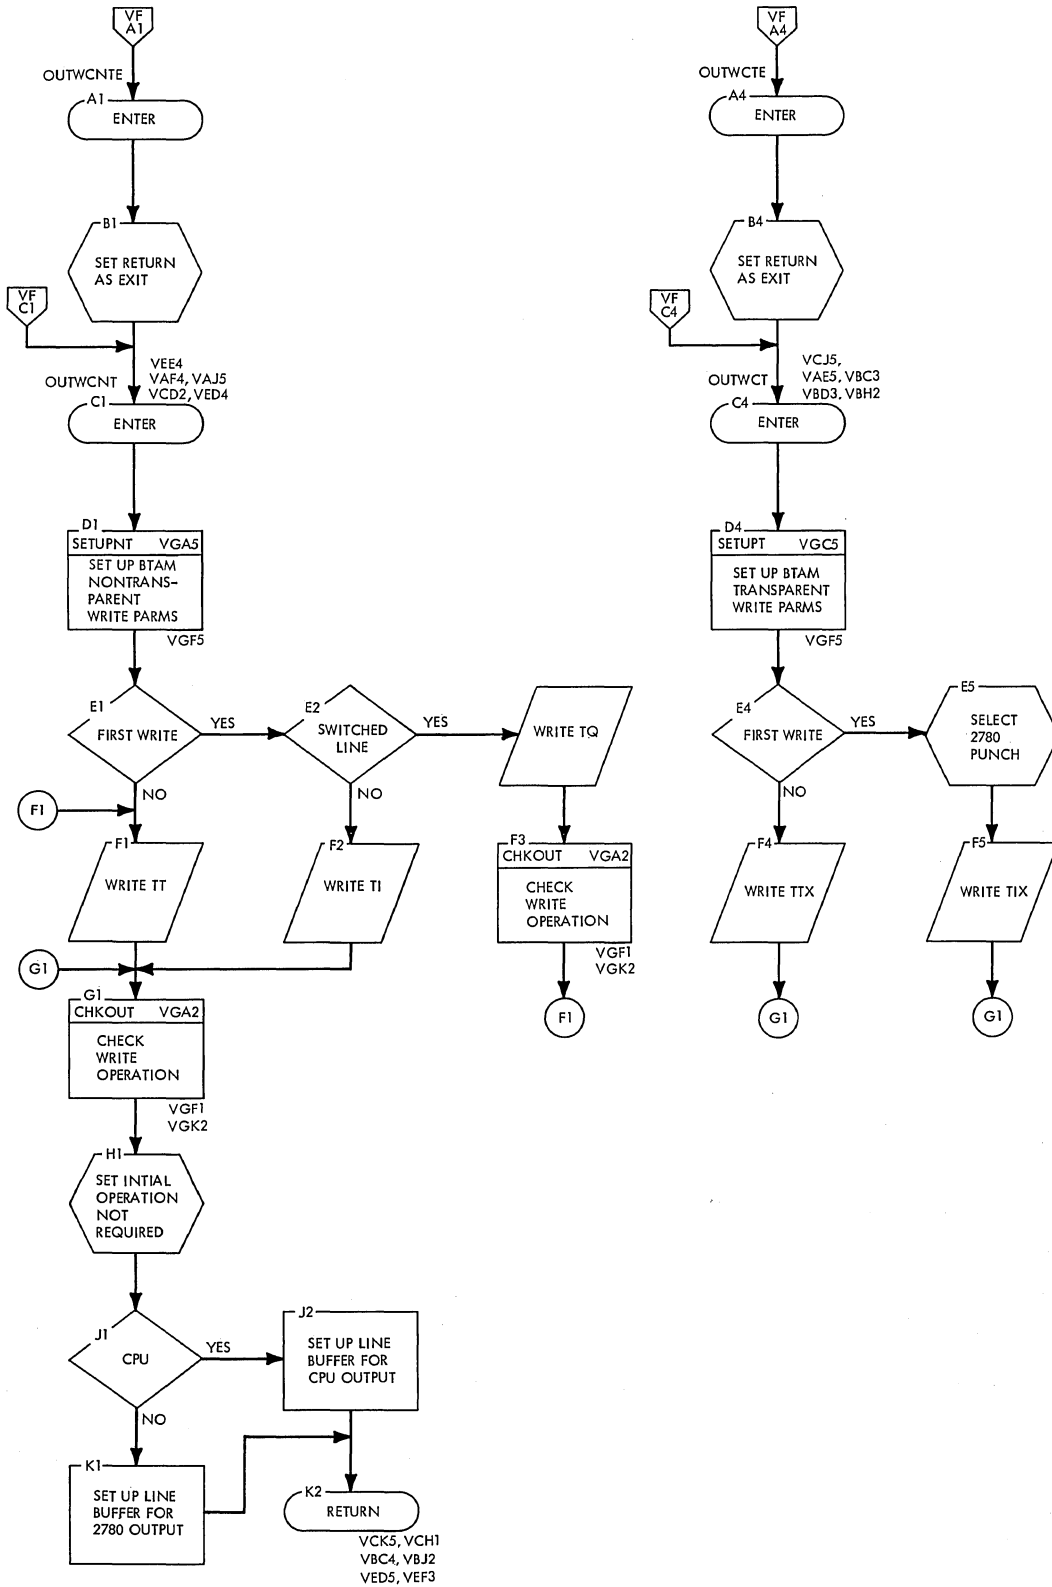 VF
A1
OUTWCNTE
A1
ENTER
B1
SET RETURN
AS EXIT
VF
C1
VEE4
VAF4, VAJ5
VCD2, VED4
OUTWCNT
C1
ENTER
D1
SETUPNT VGA5
SET UP BTAM
NONTRANS-
PARENT
WRITE PARMS
VGF5
E1
FIRST WRITE
YES
NO
E2
SWITCHED
LINE
YES
NO
WRITE TQ
F1
F1
WRITE TT
F2
WRITE TI
F3
CHKOUT VGA2
CHECK
WRITE
OPERATION
VGF1
VGK2
F1
G1
G1
CHKOUT VGA2
CHECK
WRITE
OPERATION
VGF1
VGK2
H1
SET INTIAL
OPERATION
NOT
REQUIRED
J1
CPU
YES
NO
J2
SET UP LINE
BUFFER FOR
CPU OUTPUT
K1
SET UP LINE
BUFFER FOR
2780 OUTPUT
K2
RETURN
VCK5, VCH1
VBC4, VBJ2
VED5, VEF3
VF
A4
OUTWCTE
A4
ENTER
B4
SET RETURN
AS EXIT
VF
C4
VCJ5,
VAE5, VBC3
VBD3, VBH2
OUTWCT
C4
ENTER
D4
SETUPT VGC5
SET UP BTAM
TRANSPARENT
WRITE PARMS
VGF5
E4
FIRST WRITE
YES
NO
E5
SELECT
2780
PUNCH
F4
WRITE TTX
F5
WRITE TIX
G1
G1